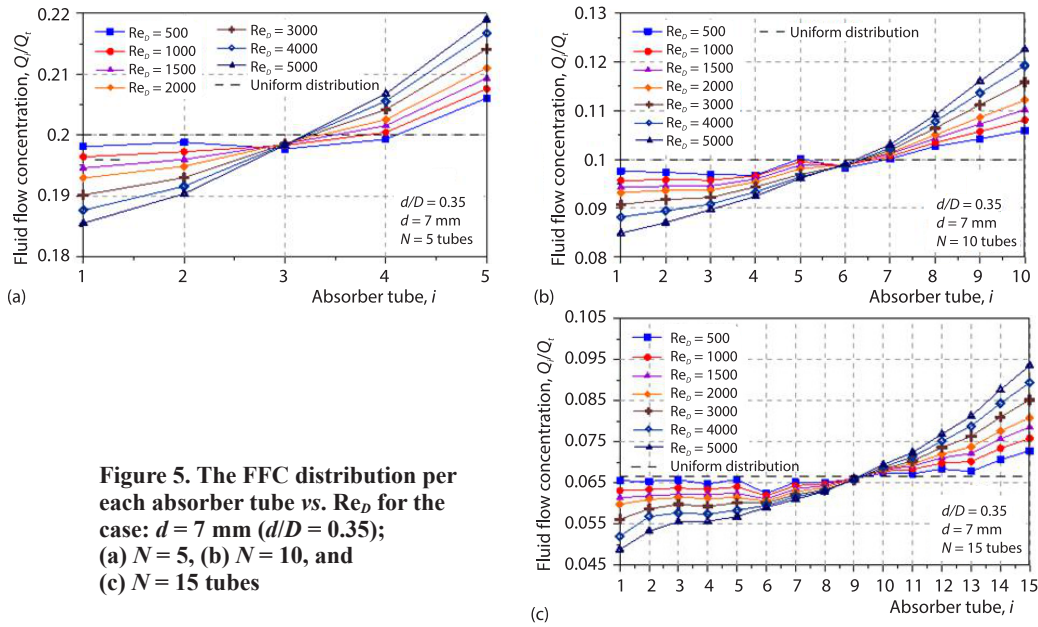 Fluid flow concentration, Qi/Qt
0.22
0.21
0.2
0.19
0.18
Re_D = 500
Re_D = 1000
Re_D = 1500
Re_D = 2000
Re_D = 3000
Re_D = 4000
Re_D = 5000
Uniform distribution
d/D = 0.35
d = 7 mm
N = 5 tubes
1 2 3 4 5
(a)
Absorber tube, i
Fluid flow concentration, Qi/Qt
0.13
0.12
0.11
0.1
0.09
0.08
Re_D = 500
Re_D = 1000
Re_D = 1500
Re_D = 2000
Re_D = 3000
Re_D = 4000
Re_D = 5000
Uniform distribution
d/D = 0.35
d = 7 mm
N = 10 tubes
1 2 3 4 5 6 7 8 9 10
(b)
Absorber tube, i
Fluid flow concentration, Qi/Qt
0.105
0.095
0.085
0.075
0.065
0.055
0.045
Re_D = 500
Re_D = 1000
Re_D = 1500
Re_D = 2000
Re_D = 3000
Re_D = 4000
Re_D = 5000
Uniform distribution
d/D = 0.35
d = 7 mm
N = 15 tubes
1 2 3 4 5 6 7 8 9 10 11 12 13 14 15
Absorber tube, i
(c)
Figure 5. The FFC distribution per
each absorber tube vs. Re_D for the
case: d = 7 mm (d/D = 0.35);
(a) N = 5, (b) N = 10, and
(c) N = 15 tubes